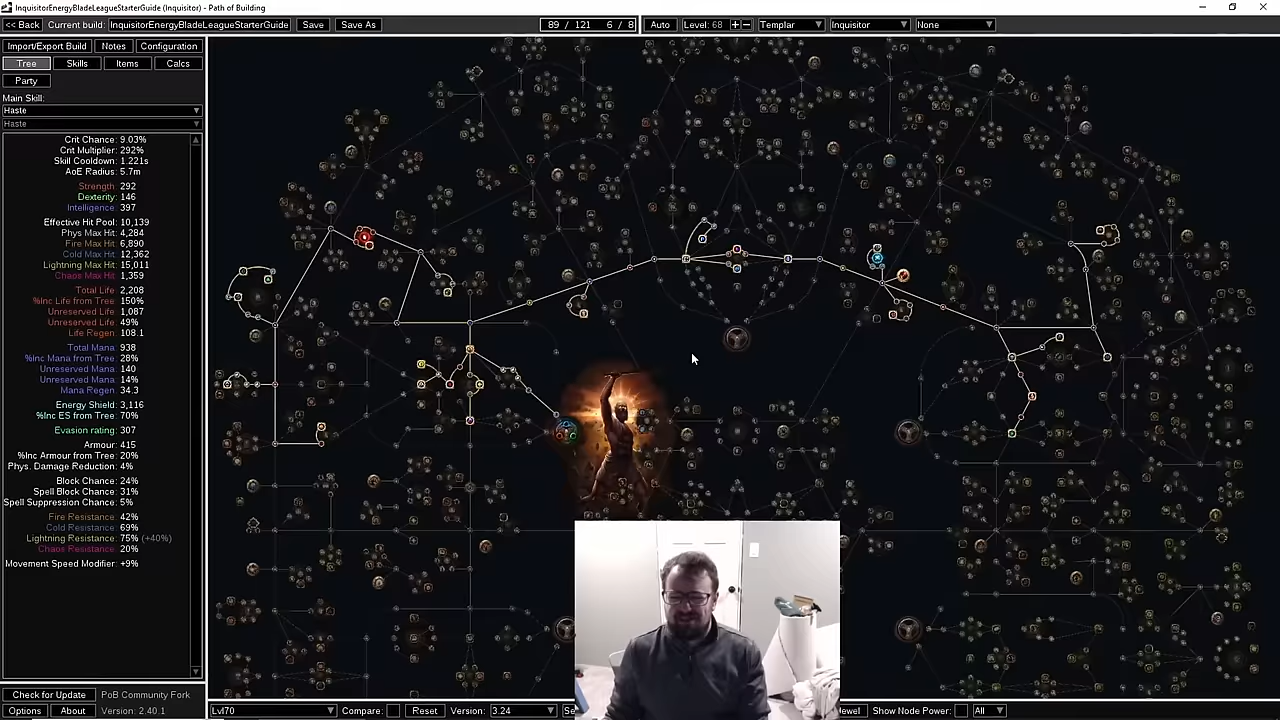 InquisitorEnergyBladeLeagueStarterGuide (Inquisitor) - Path of Building
<< Back Current build: InquisitorEnergyBladeLeagueStarterGuide Save Save As 89 / 121 6 / 8 Auto Level: 68 + - Templar Inquisitor None
Import/Export Build Notes Configuration
Tree Skills Items Calcs
Party
Main Skill:
Haste
Haste
Crit Chance: 9.03%
Crit Multiplier: 292%
Skill Cooldown: 1.221s
AoE Radius: 5.7m
Strength: 292
Dexterity: 146
Intelligence: 397
Effective Hit Pool: 10,139
Phys Max Hit: 4,284
Fire Max Hit: 6,890
Cold Max Hit: 12,362
Lightning Max Hit: 15,011
Chaos Max Hit: 1,359
Total Life: 2,208
%Inc Life from Tree: 150%
Unreserved Life: 1,087
Unreserved Life: 49%
Life Regen: 108.1
Total Mana: 938
%Inc Mana from Tree: 28%
Unreserved Mana: 140
Unreserved Mana: 14%
Mana Regen: 34.3
Energy Shield: 3,116
%Inc ES from Tree: 70%
Evasion rating: 307
Armour: 415
%Inc Armour from Tree: 20%
Phys. Damage Reduction: 4%
Block Chance: 24%
Spell Block Chance: 31%
Spell Suppression Chance: 5%
Fire Resistance: 42%
Cold Resistance: 69%
Lightning Resistance: 75% (+40%)
Chaos Resistance: 20%
Movement Speed Modifier: +9%
Check for Update PoB Community Fork
Options About Version: 2.40.1
Lvl70 Compare: Reset Version: 3.24 Se ewel Show Node Power: All